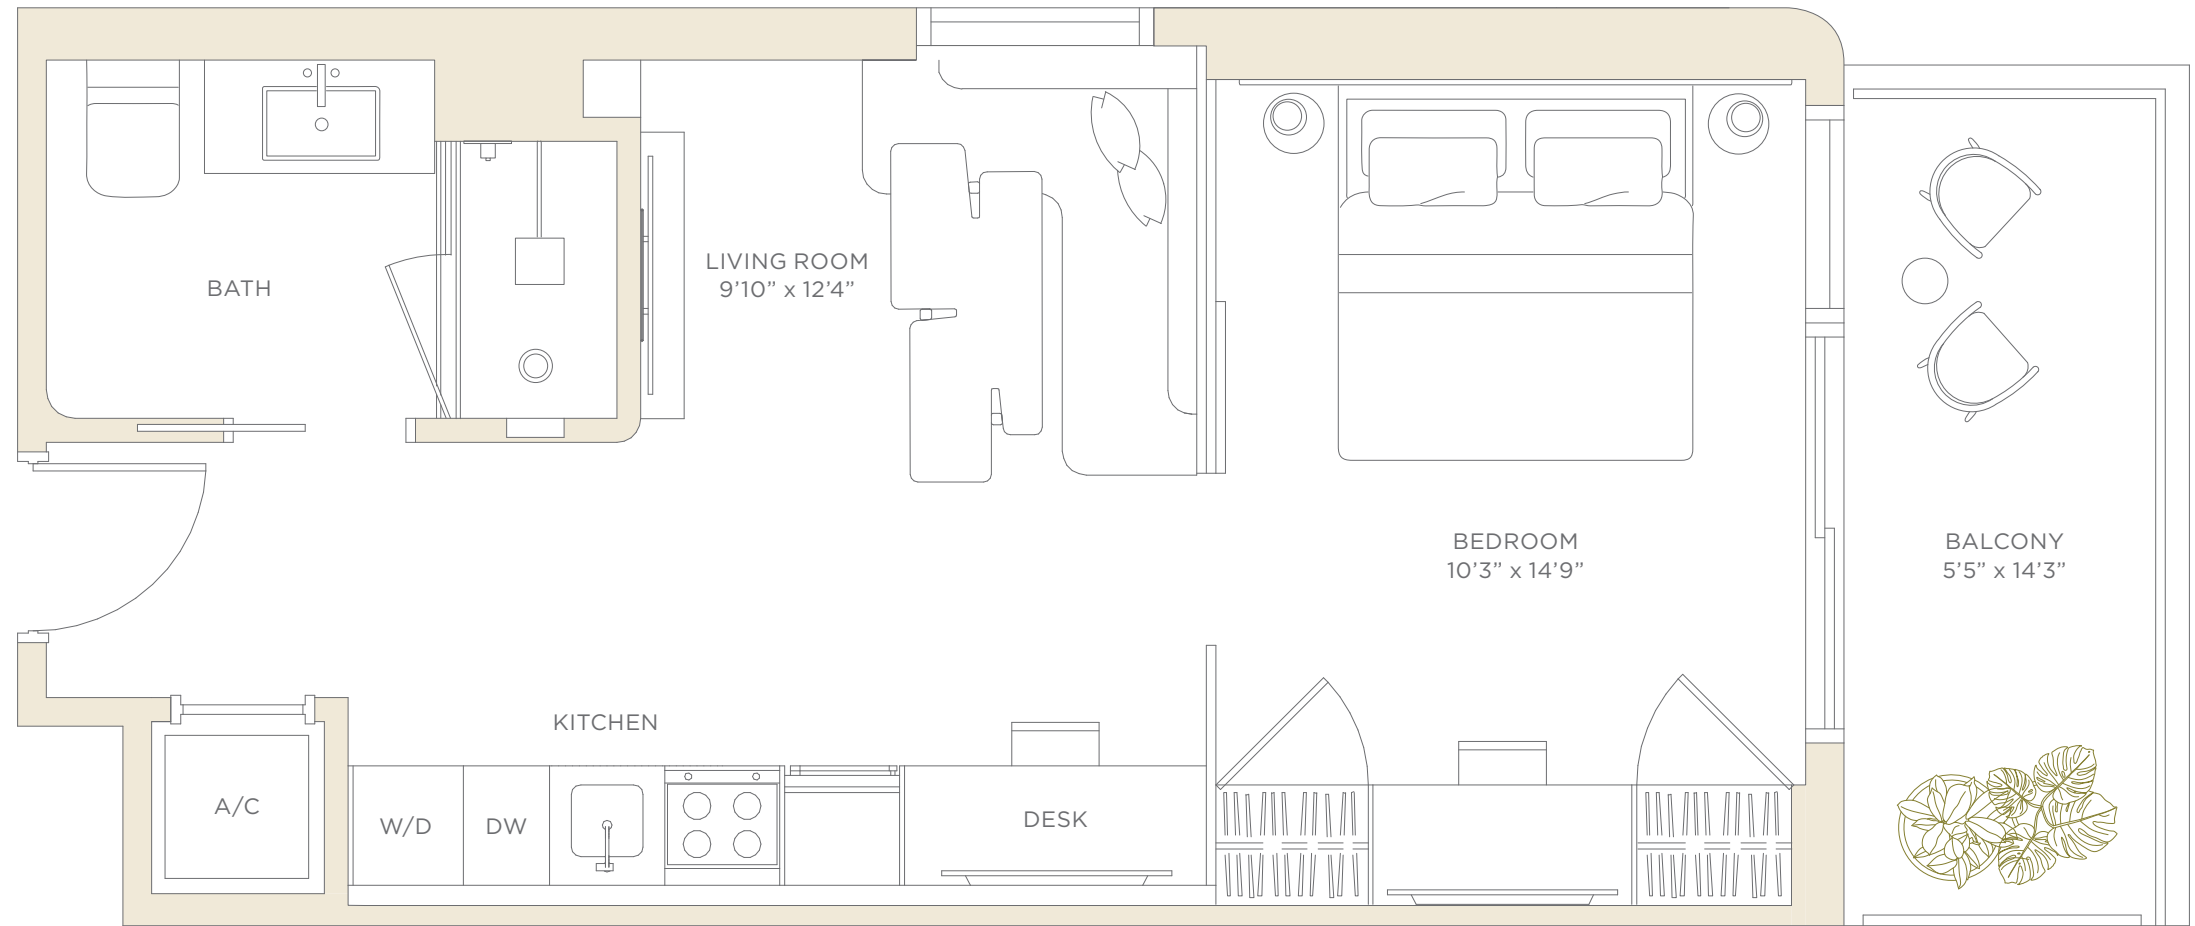 BATH
LIVING ROOM
9’10” x 12’4”
BEDROOM
10’3” x 14’9”
BALCONY
5’5” x 14’3”
KITCHEN
A/C
W/D
DW
DESK